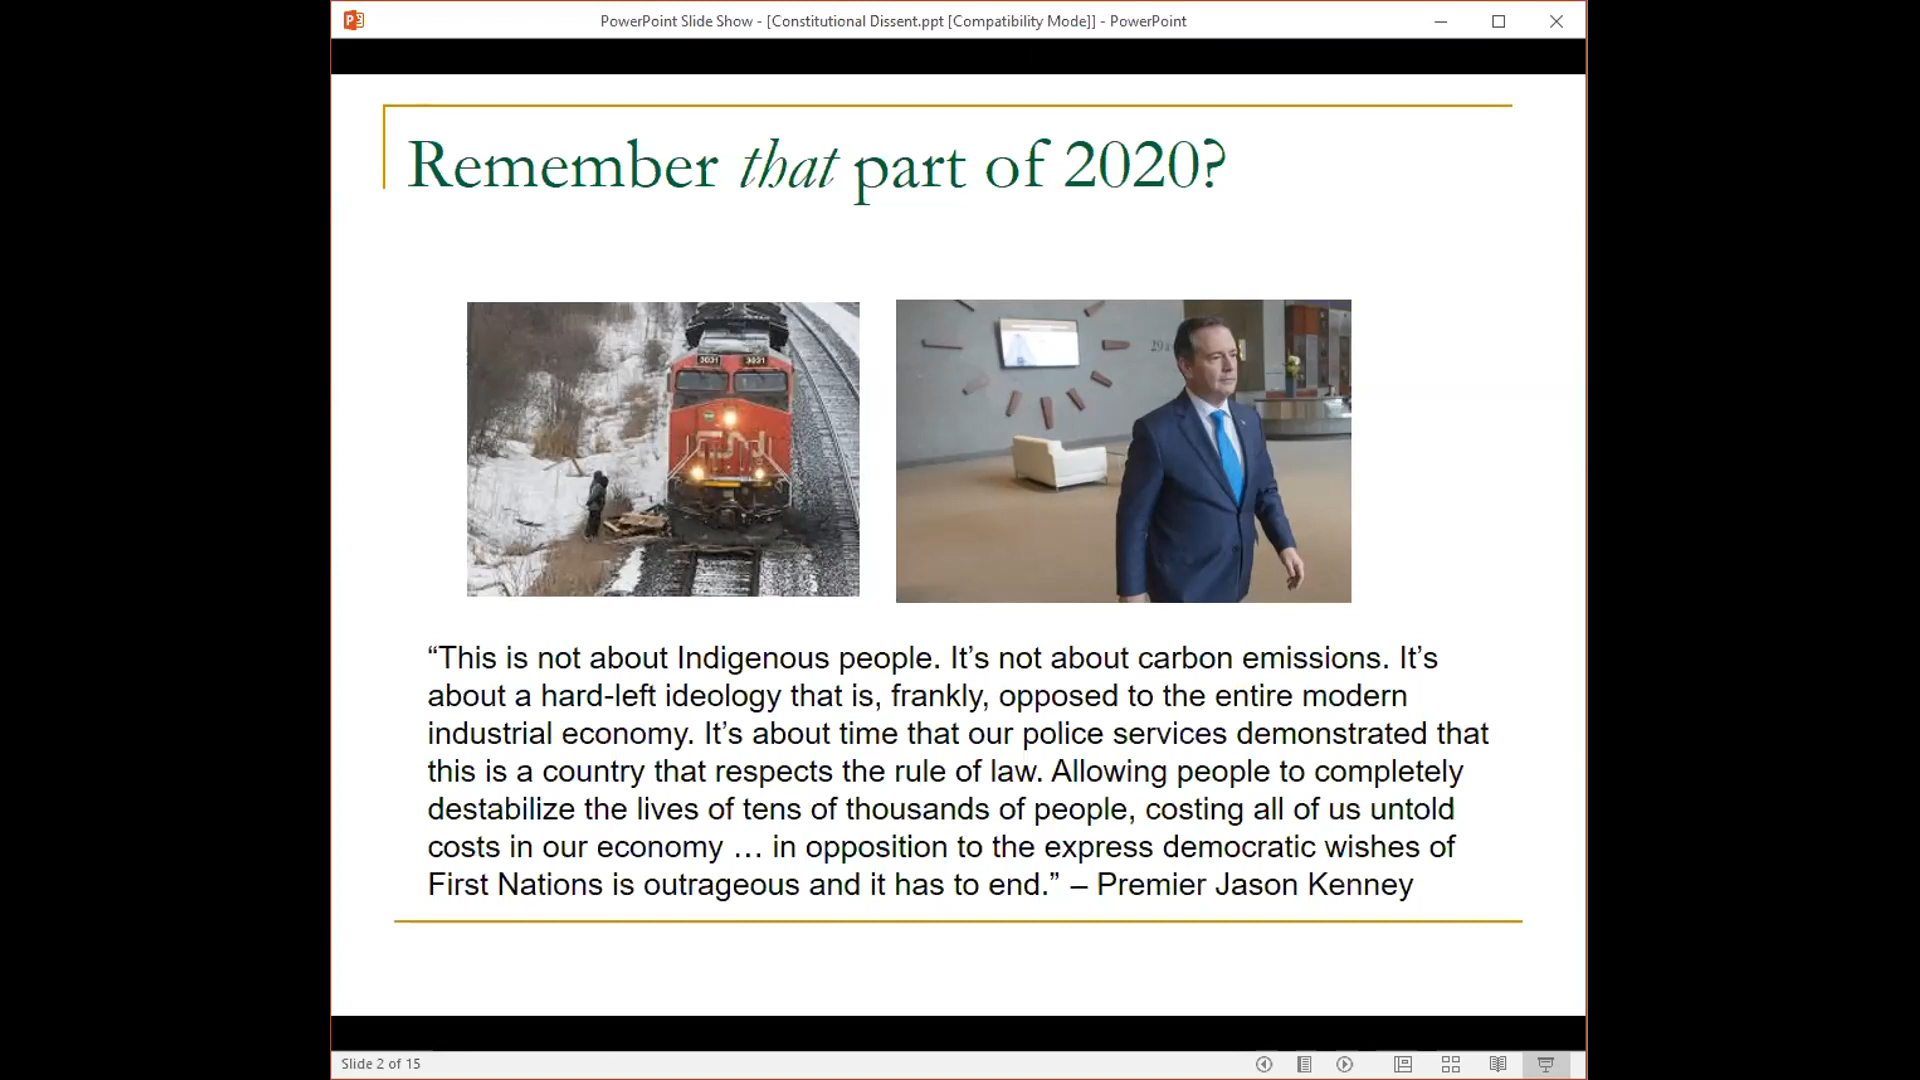 PowerPoint Slide Show - [Constitutional Dissent.ppt [Compatibility Mode]] - PowerPoint
Remember that part of 2020?
3031 3031
CN
29
“This is not about Indigenous people. It’s not about carbon emissions. It’s
about a hard-left ideology that is, frankly, opposed to the entire modern
industrial economy. It’s about time that our police services demonstrated that
this is a country that respects the rule of law. Allowing people to completely
destabilize the lives of tens of thousands of people, costing all of us untold
costs in our economy … in opposition to the express democratic wishes of
First Nations is outrageous and it has to end.” – Premier Jason Kenney
Slide 2 of 15